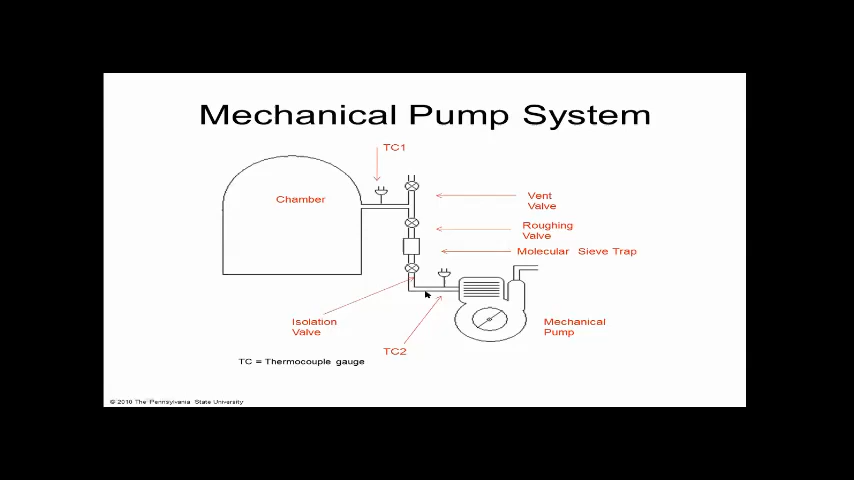 Mechanical Pump System
TC1
Chamber
Vent
Valve
Roughing
Valve
Molecular Sieve Trap
Isolation
Valve
Mechanical
Pump
TC2
TC = Thermocouple gauge
© 2010 The Pennsylvania State University